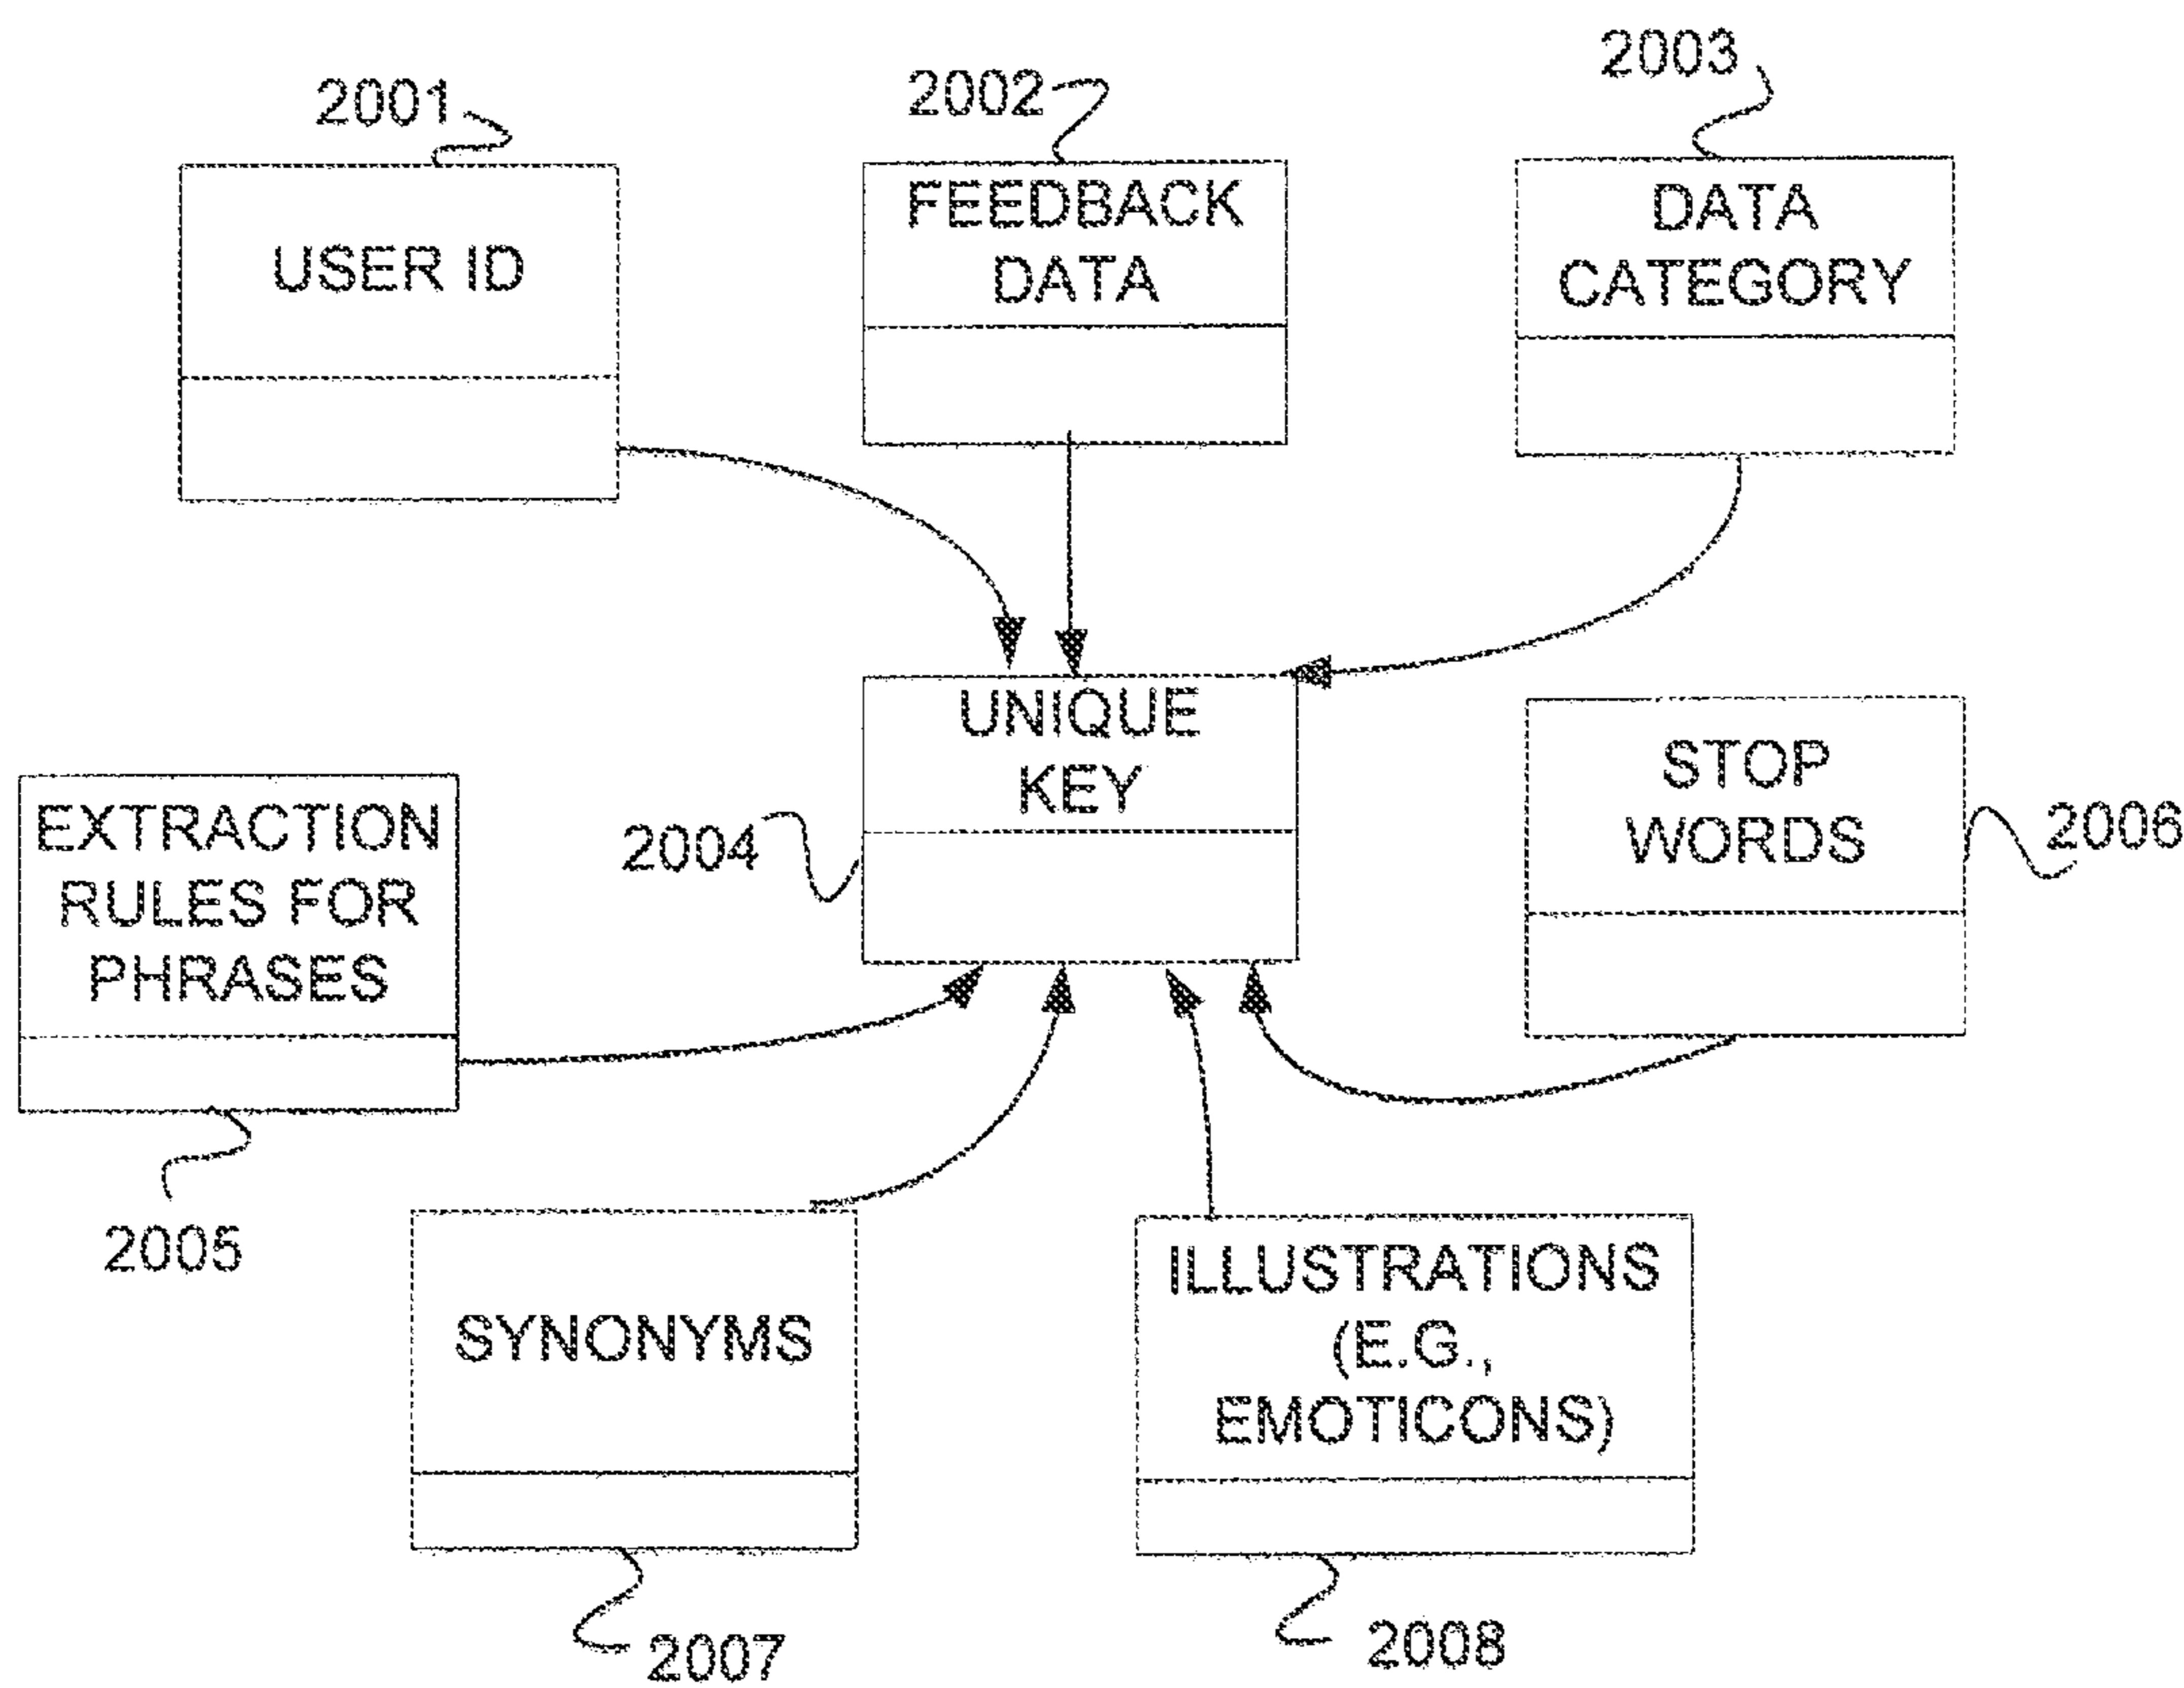 2001
2002
2003
USER ID
FEEDBACK
DATA
DATA
CATEGORY
UNIQUE
KEY
2004
STOP
WORDS
2006
EXTRACTION
RULES FOR
PHRASES
2005
SYNONYMS
2007
ILLUSTRATIONS
(E.G.,
EMOTICONS)
2008